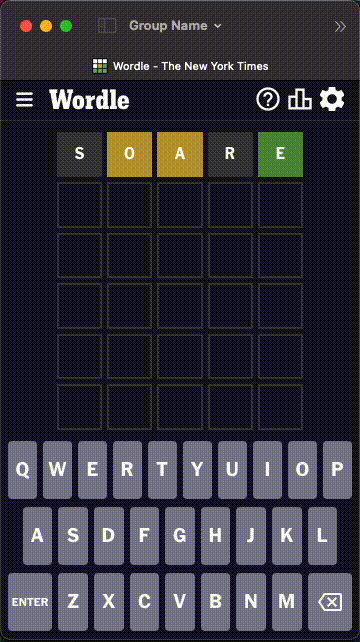 Group Name
Wordle - The New York Times
Wordle
S O A R E
Q W E R T Y U I O P
A S D F G H J K L
ENTER Z X C V B N M